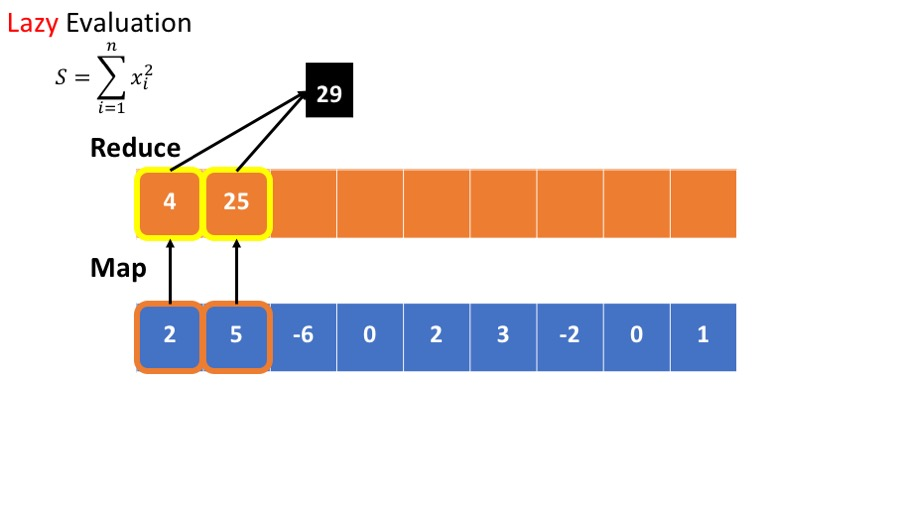 Lazy Evaluation
S = \sum_{i=1}^{n} x_i^2
29
Reduce
4 25
Map
2 5 -6 0 2 3 -2 0 1